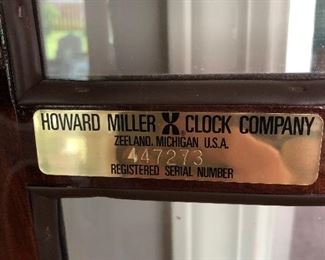 HOWARD MILLER CLOCK COMPANY
ZEELAND, MICHIGAN U.S.A.
447273
REGISTERED SERIAL NUMBER